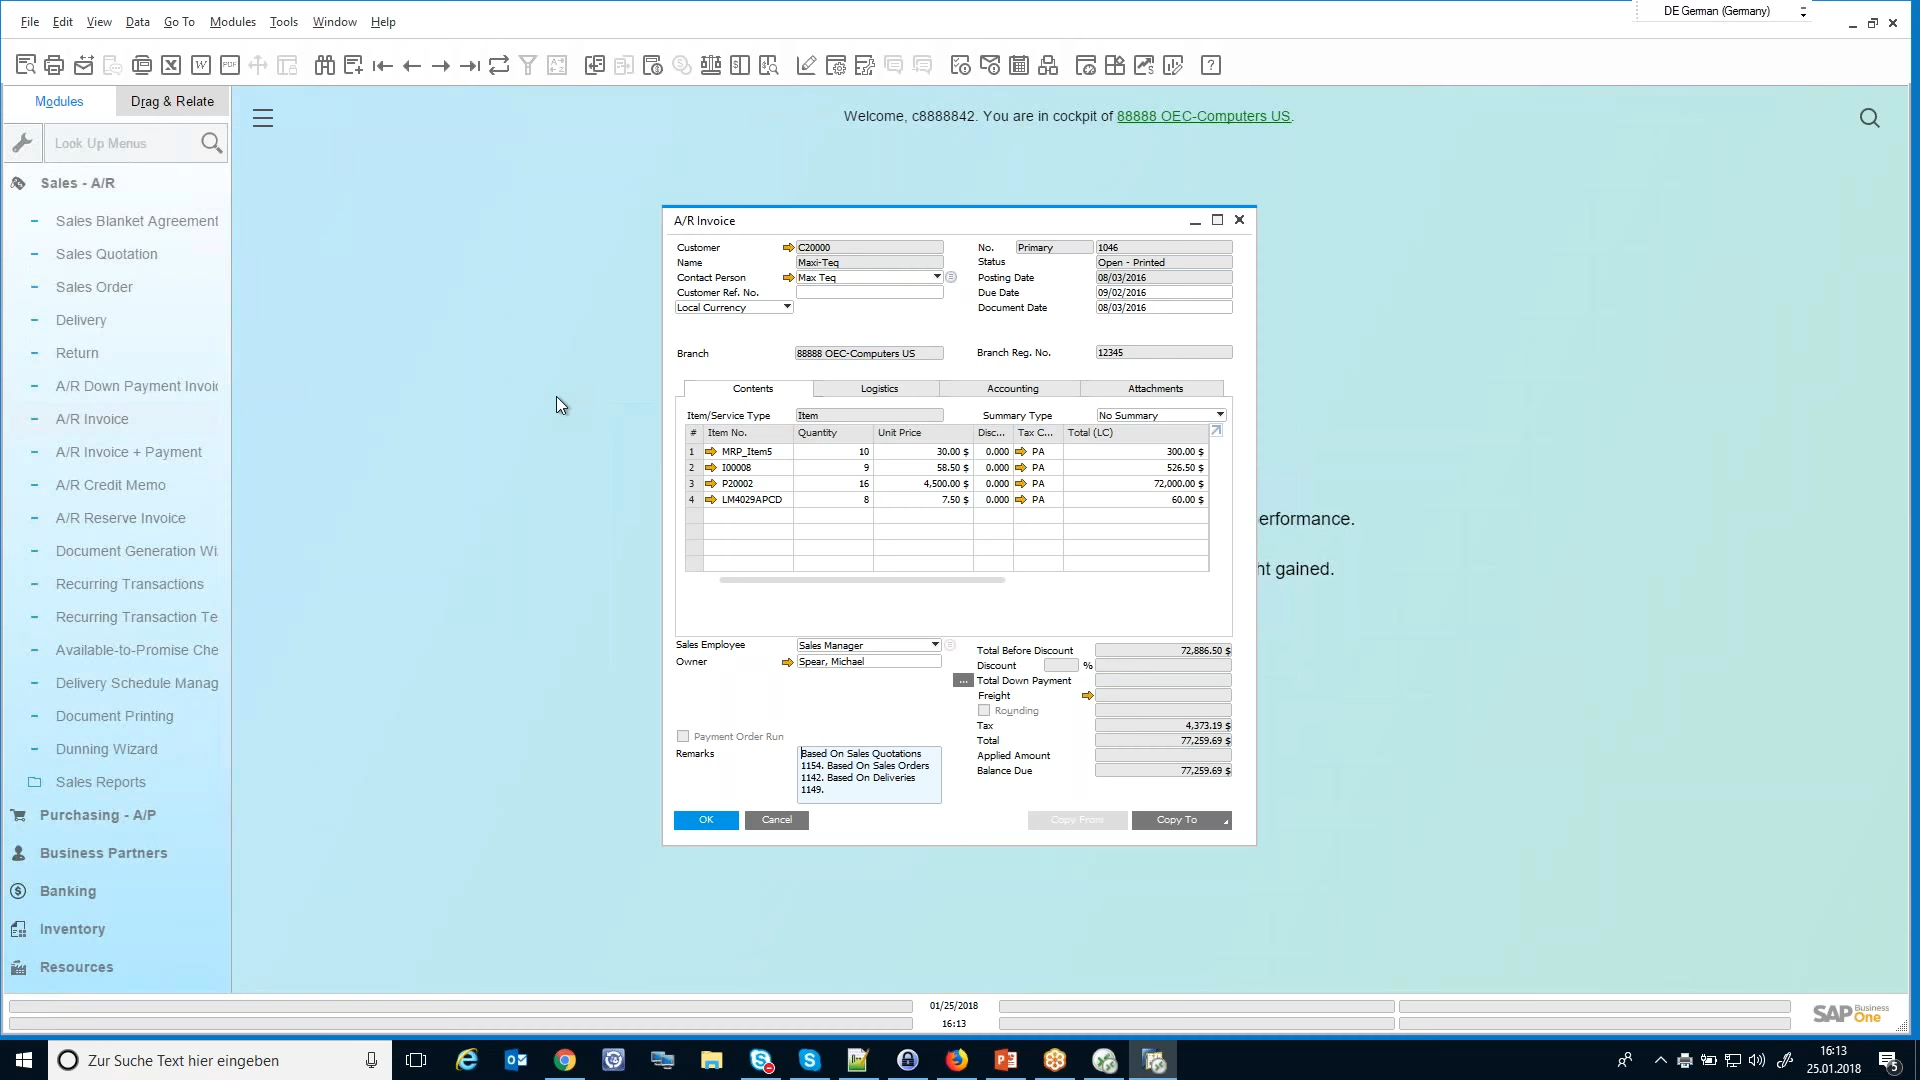 DE German (Germany)
File Edit View Data Go To Modules Tools Window Help
Modules Drag & Relate
Look Up Menus
Sales - A/R
Sales Blanket Agreement
Sales Quotation
Sales Order
Delivery
Return
A/R Down Payment Invoic
A/R Invoice
A/R Invoice + Payment
A/R Credit Memo
A/R Reserve Invoice
Document Generation Wi
Recurring Transactions
Recurring Transaction Te
Available-to-Promise Che
Delivery Schedule Manag
Document Printing
Dunning Wizard
Sales Reports
Purchasing - A/P
Business Partners
Banking
Inventory
Resources
Welcome, c8888842. You are in cockpit of 88888 OEC-Computers US.
erformance.
ht gained.
A/R Invoice
Customer C20000 No. Primary 1046
Name Maxi-Teq Status Open - Printed
Contact Person Max Teq Posting Date 08/03/2016
Customer Ref. No. Due Date 09/02/2016
Local Currency Document Date 08/03/2016
Branch 88888 OEC-Computers US Branch Reg. No. 12345
Contents Logistics Accounting Attachments
Item/Service Type Item Summary Type No Summary
# Item No. Quantity Unit Price Disc... Tax C... Total (LC)
1 MRP_Item5 10 30.00 $ 0.000 PA 300.00 $
2 I00008 9 58.50 $ 0.000 PA 526.50 $
3 P20002 16 4,500.00 $ 0.000 PA 72,000.00 $
4 LM4029APCD 8 7.50 $ 0.000 PA 60.00 $
Sales Employee Sales Manager
Owner Spear, Michael
Total Before Discount 72,886.50 $
Discount %
... Total Down Payment
Freight
Rounding
Tax 4,373.19 $
Total 77,259.69 $
Applied Amount
Balance Due 77,259.69 $
Payment Order Run
Remarks Based On Sales Quotations
1154. Based On Sales Orders
1142. Based On Deliveries
1149.
OK Cancel Copy From Copy To
01/25/2018
16:13
SAP Business One
Zur Suche Text hier eingeben
16:13
25.01.2018
5